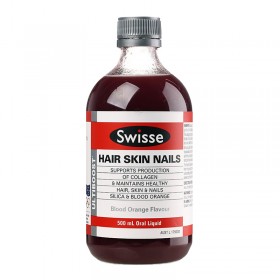 Swisse
HAIR SKIN NAILS
SUPPORTS PRODUCTION
OF COLLAGEN
& MAINTAINS HEALTHY
HAIR, SKIN & NAILS
SILICA & BLOOD ORANGE
Blood Orange Flavour
500 mL Oral Liquid
ULTIBOOST